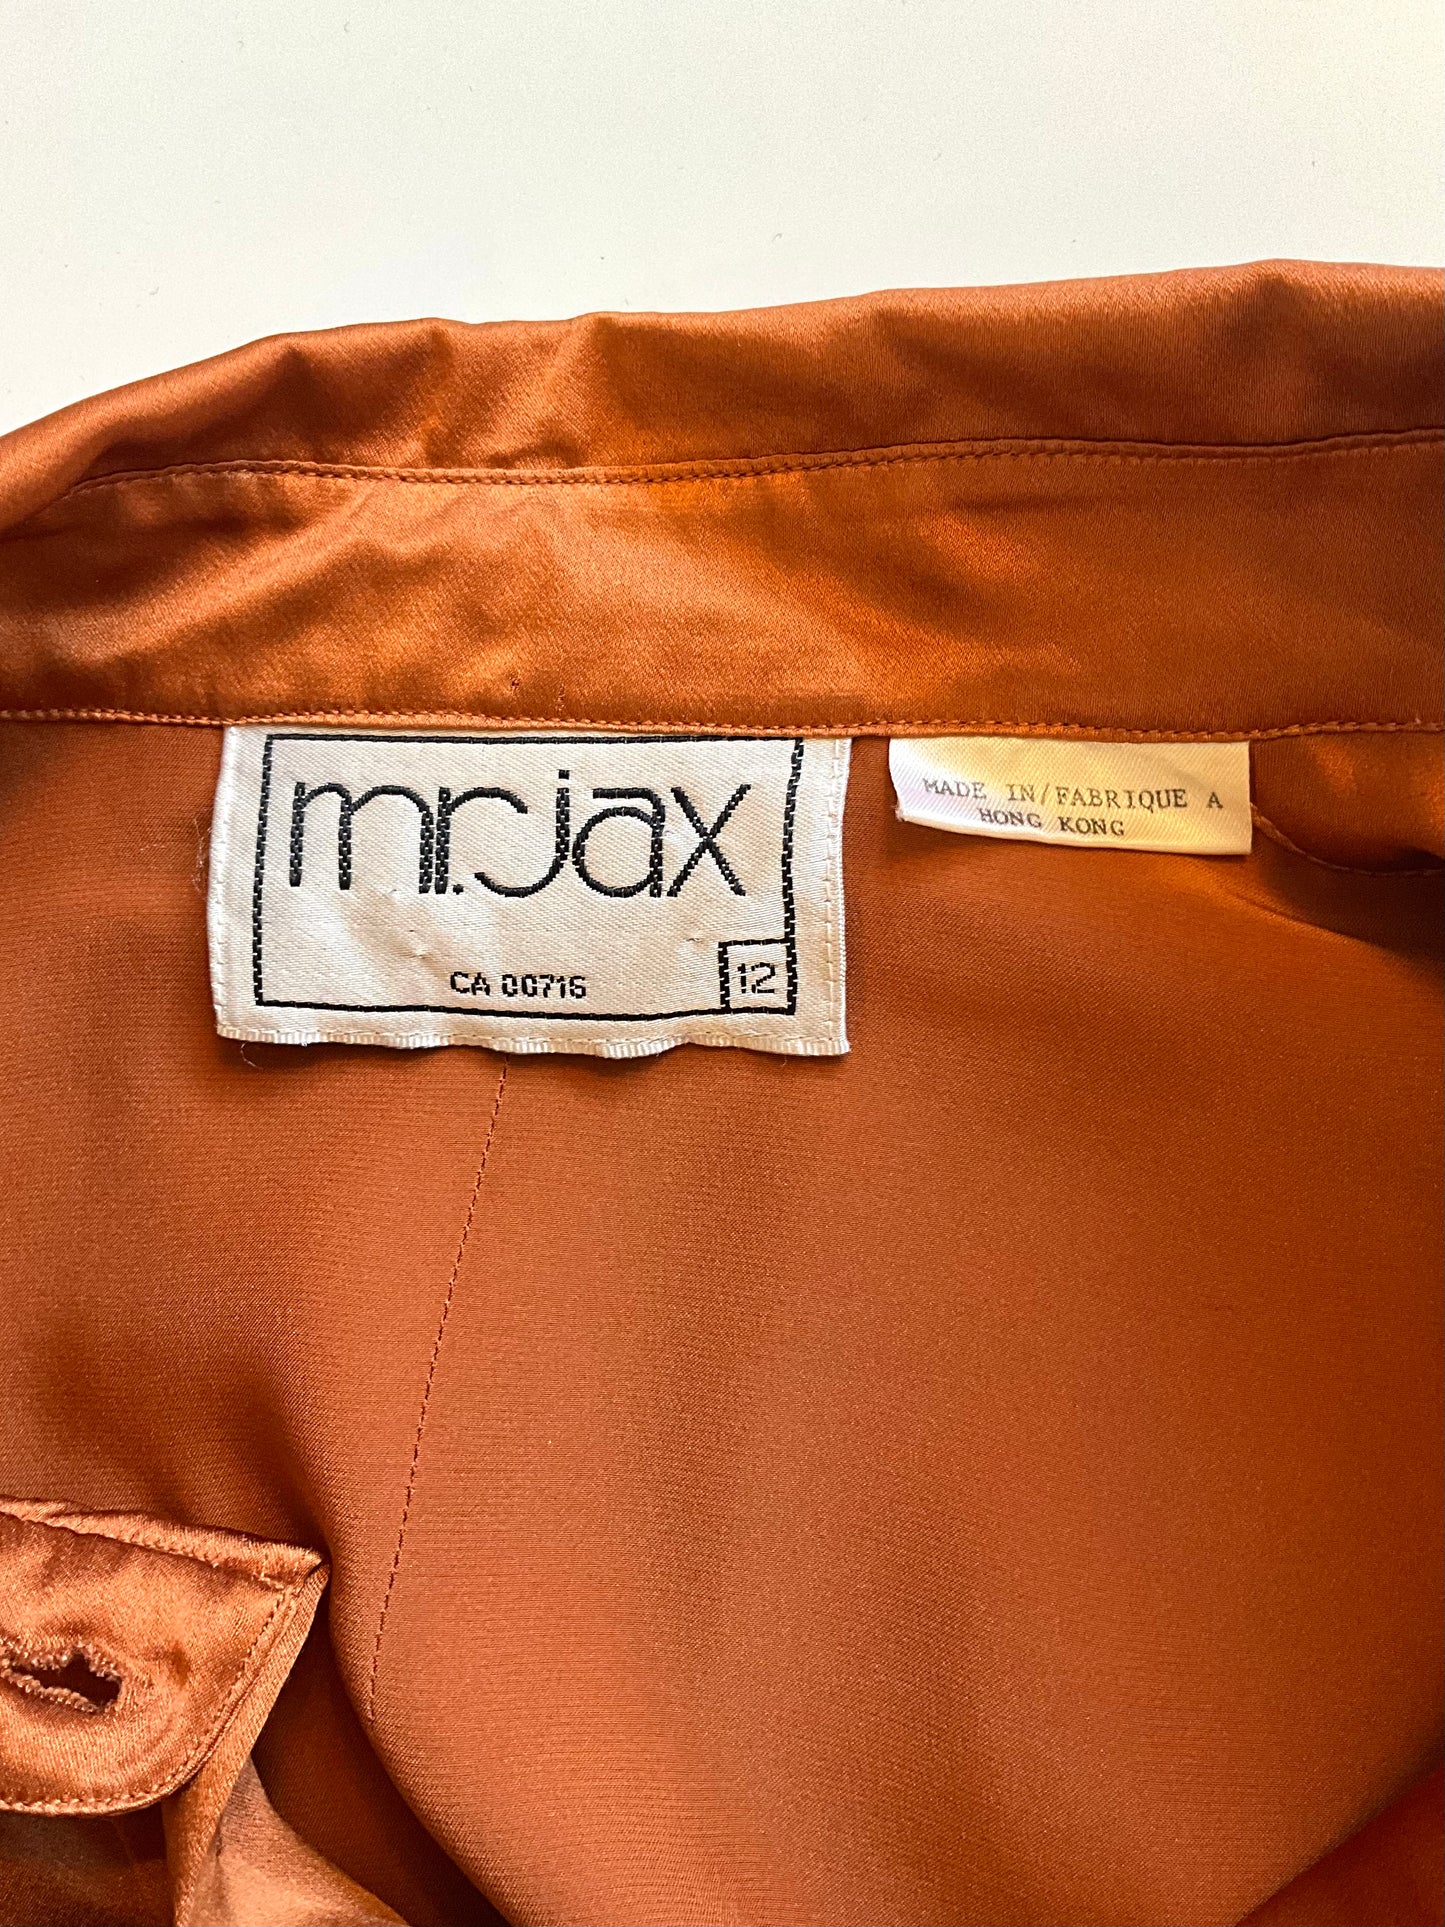 mr.jax
CA 00716
12
MADE IN/FABRIQUE A
HONG KONG